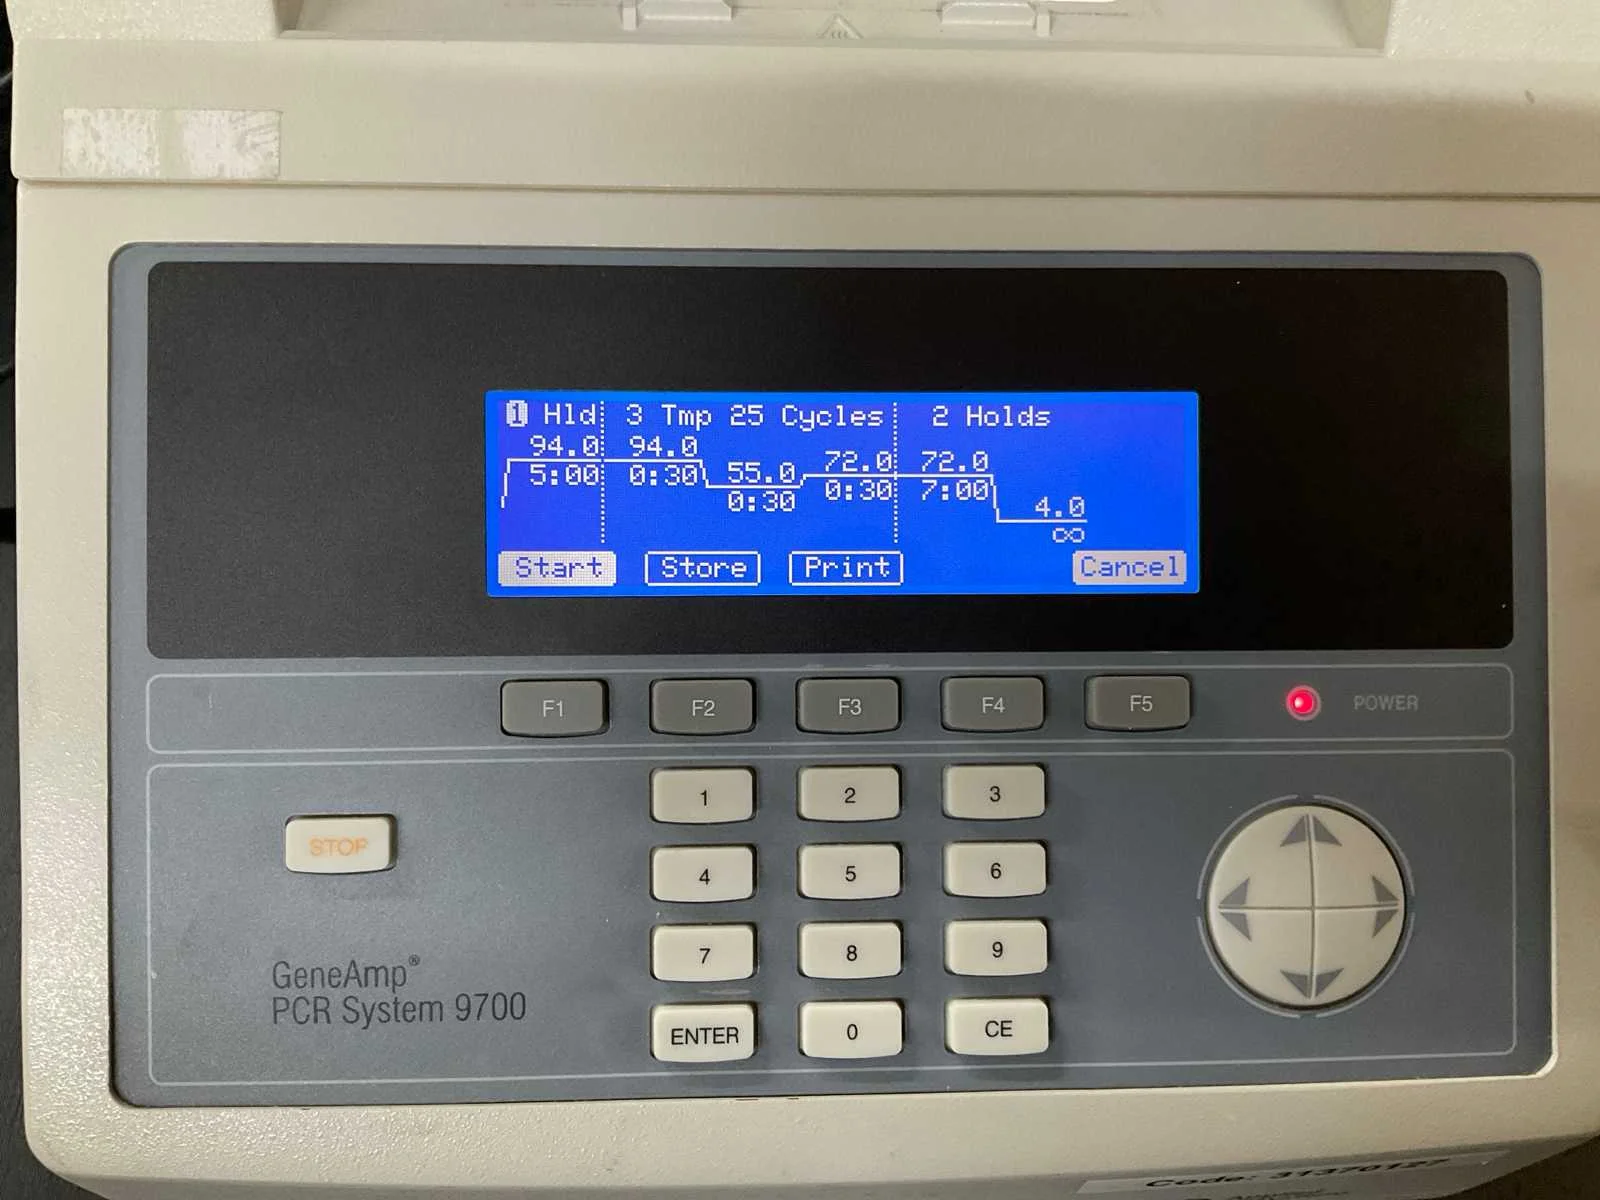 1 Hld 3 Tmp 25 Cycles 2 Holds
94.0 94.0 72.0 72.0
5:00 0:30 55.0 0:30 7:00
0:30 4.0
∞
Start Store Print Cancel
F1 F2 F3 F4 F5 POWER
1 2 3
STOP
4 5 6
7 8 9
GeneAmp®
PCR System 9700
ENTER 0 CE
Code: 31370127